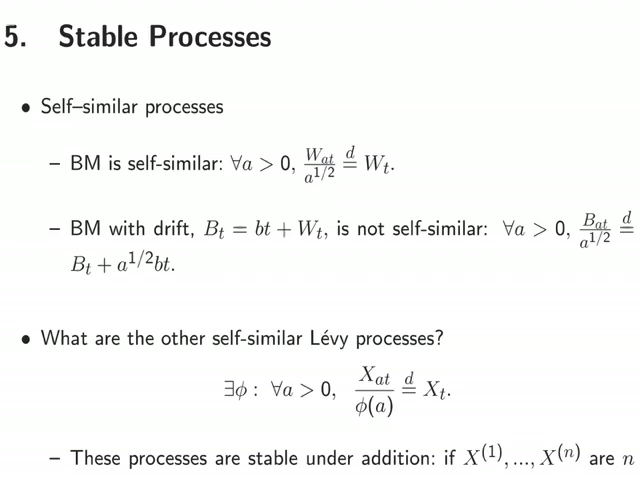 5. Stable Processes
• Self–similar processes
– BM is self-similar: ∀a > 0, W_{at}/a^{1/2} =^d W_t.
– BM with drift, B_t = bt + W_t, is not self-similar: ∀a > 0, B_{at}/a^{1/2} =^d
B_t + a^{1/2}bt.
• What are the other self-similar Lévy processes?
∃φ : ∀a > 0, X_{at}/φ(a) =^d X_t.
– These processes are stable under addition: if X^{(1)}, ..., X^{(n)} are n